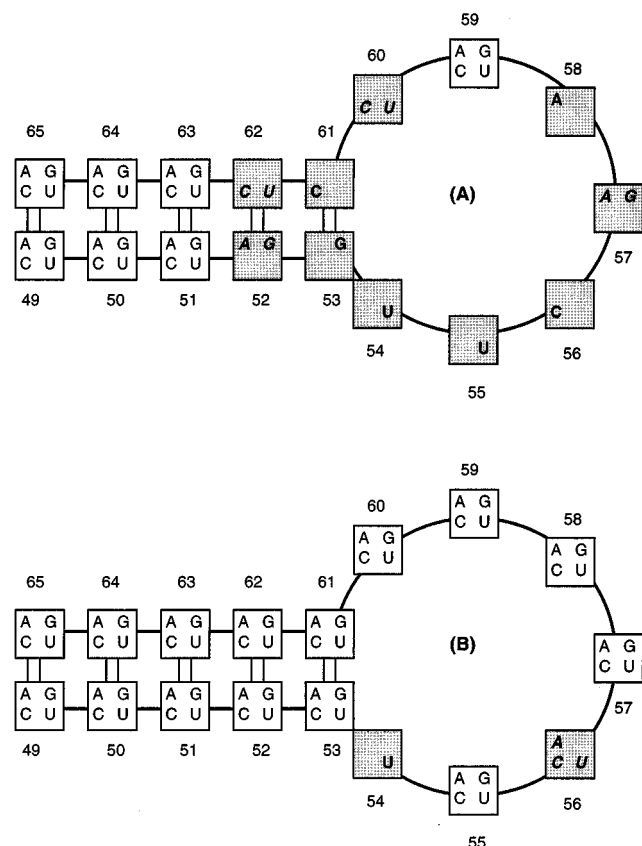 59
A G
C U
60
C U
58
A
65 64 63 62 61
A G A G A G C U C
C U C U C U
(A)
A G
57
A G A G A G A G G
C U C U C U
49 50 51 52 53
U
54
U
55
C
56
59
A G
C U
60
A G
C U
58
A G
C U
65 64 63 62 61
A G A G A G A G A G
C U C U C U C U C U
(B)
A G
C U
57
A G A G A G A G A G
C U C U C U C U C U
49 50 51 52 53
U
54
A G
C U
55
A
C U
56